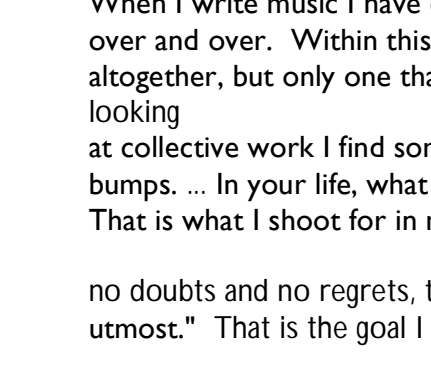 When I write music I have
over and over.  Within this
altogether, but only one
looking
at collective work I find
bumps. ... In your life, what
That is what I shoot for in
no doubts and no regrets,
utmost."  That is the goal I